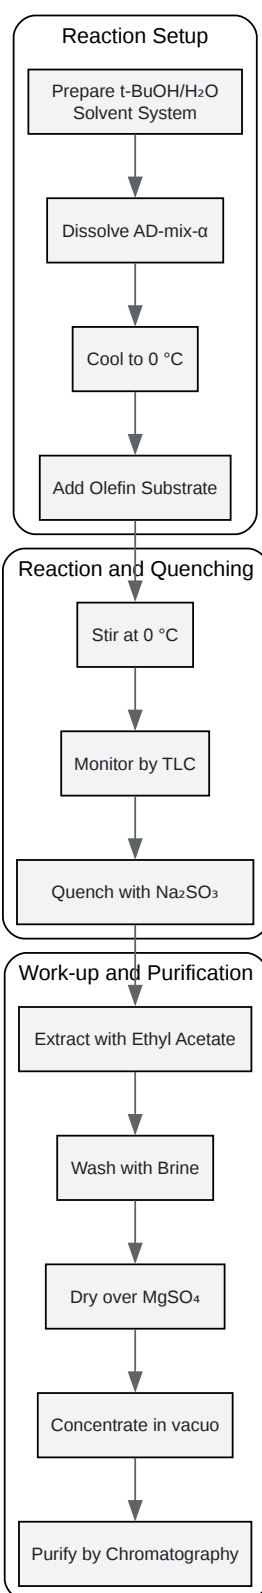 Reaction Setup
Prepare t-BuOH/H₂O
Solvent System
Dissolve AD-mix-α
Cool to 0 °C
Add Olefin Substrate
Reaction and Quenching
Stir at 0 °C
Monitor by TLC
Quench with Na₂SO₃
Work-up and Purification
Extract with Ethyl Acetate
Wash with Brine
Dry over MgSO₄
Concentrate in vacuo
Purify by Chromatography